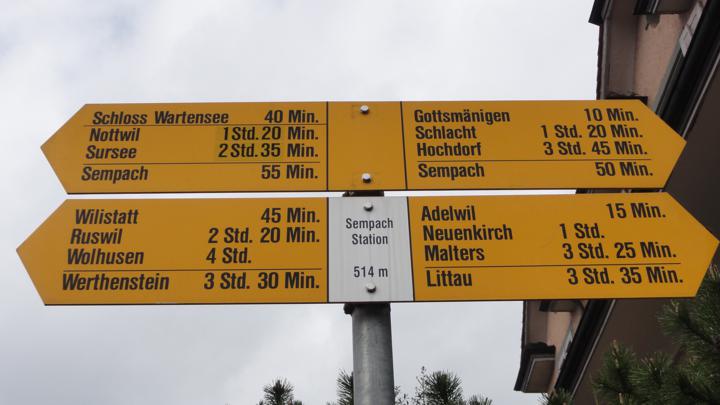 Schloss Wartensee 40 Min.
Nottwil 1 Std. 20 Min.
Sursee 2 Std. 35 Min.
Sempach 55 Min.
Gottsmänigen 10 Min.
Schlacht 1 Std. 20 Min.
Hochdorf 3 Std. 45 Min.
Sempach 50 Min.
Wilistatt 45 Min.
Ruswil 2 Std. 20 Min.
Wolhusen 4 Std.
Werthenstein 3 Std. 30 Min.
Sempach
Station
514 m
Adelwil 15 Min.
Neuenkirch 1 Std.
Malters 3 Std. 25 Min.
Littau 3 Std. 35 Min.